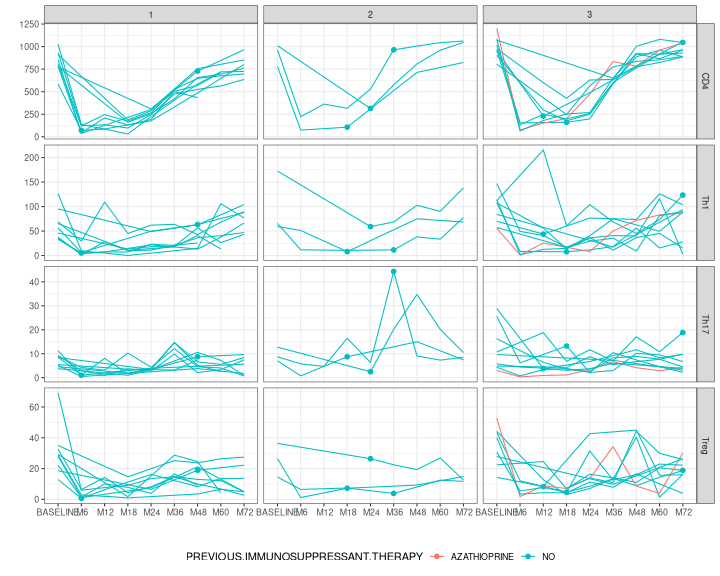 1 2 3
1250
1000
750
500
250
0
CD4
200
150
100
50
0
Th1
40
30
20
10
0
Th17
60
40
20
0
Treg
BASELINE M6 M12 M18 M24 M36 M48 M60 M72 BASELINE M6 M12 M18 M24 M36 M48 M60 M72 BASELINE M6 M12 M18 M24 M36 M48 M60 M72
PREVIOUS.IMMUNOSUPPRESSANT.THERAPY AZATHIOPRINE NO